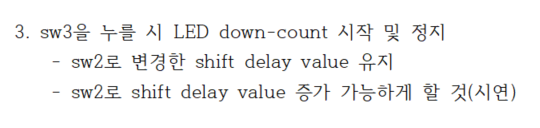 3. sw3을 누를 시 LED down-count 시작 및 정지
- sw2로 변경한 shift delay value 유지
- sw2로 shift delay value 증가 가능하게 할 것(시연)